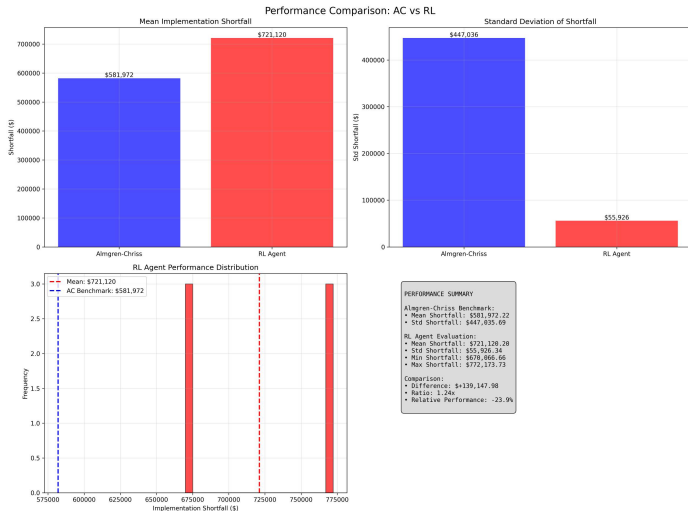 Performance Comparison: AC vs RL
Mean Implementation Shortfall
Shortfall ($)
700000
600000
500000
400000
300000
200000
100000
0
$581,972
$721,120
Almgren-Chriss
RL Agent
Standard Deviation of Shortfall
Std Shortfall ($)
400000
300000
200000
100000
0
$447,036
$55,926
Almgren-Chriss
RL Agent
RL Agent Performance Distribution
Mean: $721,120
AC Benchmark: $581,972
Frequency
3.0
2.5
2.0
1.5
1.0
0.5
0.0
575000 600000 625000 650000 675000 700000 725000 750000 775000
Implementation Shortfall ($)
PERFORMANCE SUMMARY
Almgren-Chriss Benchmark:
• Mean Shortfall: $581,972.22
• Std Shortfall: $447,035.69
RL Agent Evaluation:
• Mean Shortfall: $721,120.20
• Std Shortfall: $55,926.34
• Min Shortfall: $670,066.66
• Max Shortfall: $772,173.73
Comparison:
• Difference: $+139,147.98
• Ratio: 1.24x
• Relative Performance: -23.9%